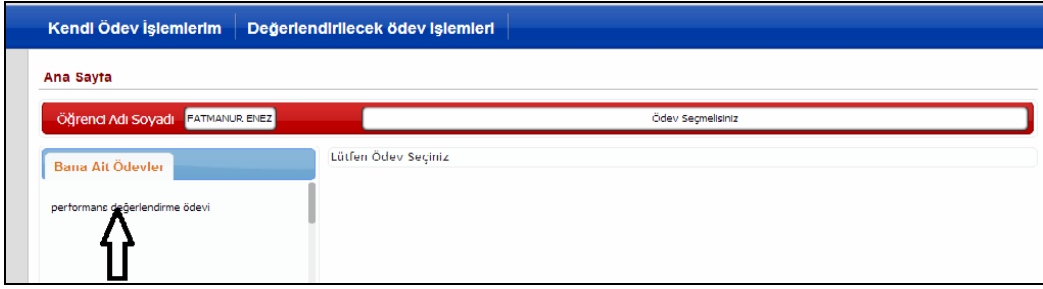 Kendi Ödev İşlemlerim Değerlendirilecek ödev işlemleri
Ana Sayfa
Öğrenci Adı Soyadı FATMANUR ENEZ Ödev Seçmelisiniz
Bana Ait Ödevler
Lütfen Ödev Seçiniz
performans değerlendirme ödevi